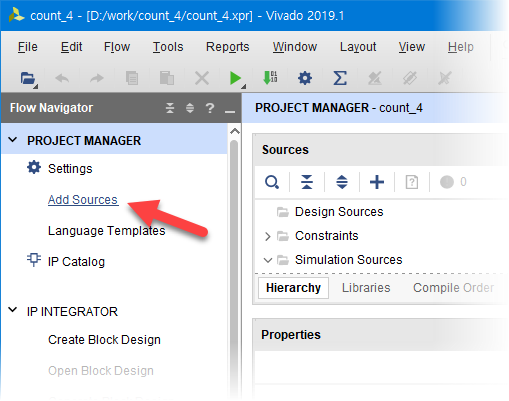 count_4 - [D:/work/count_4/count_4.xpr] - Vivado 2019.1
File Edit Flow Tools Reports Window Layout View Help
Flow Navigator
PROJECT MANAGER - count_4
PROJECT MANAGER
Settings
Add Sources
Language Templates
IP Catalog
IP INTEGRATOR
Create Block Design
Open Block Design
Sources
0
Design Sources
Constraints
Simulation Sources
Hierarchy Libraries Compile Order
Properties